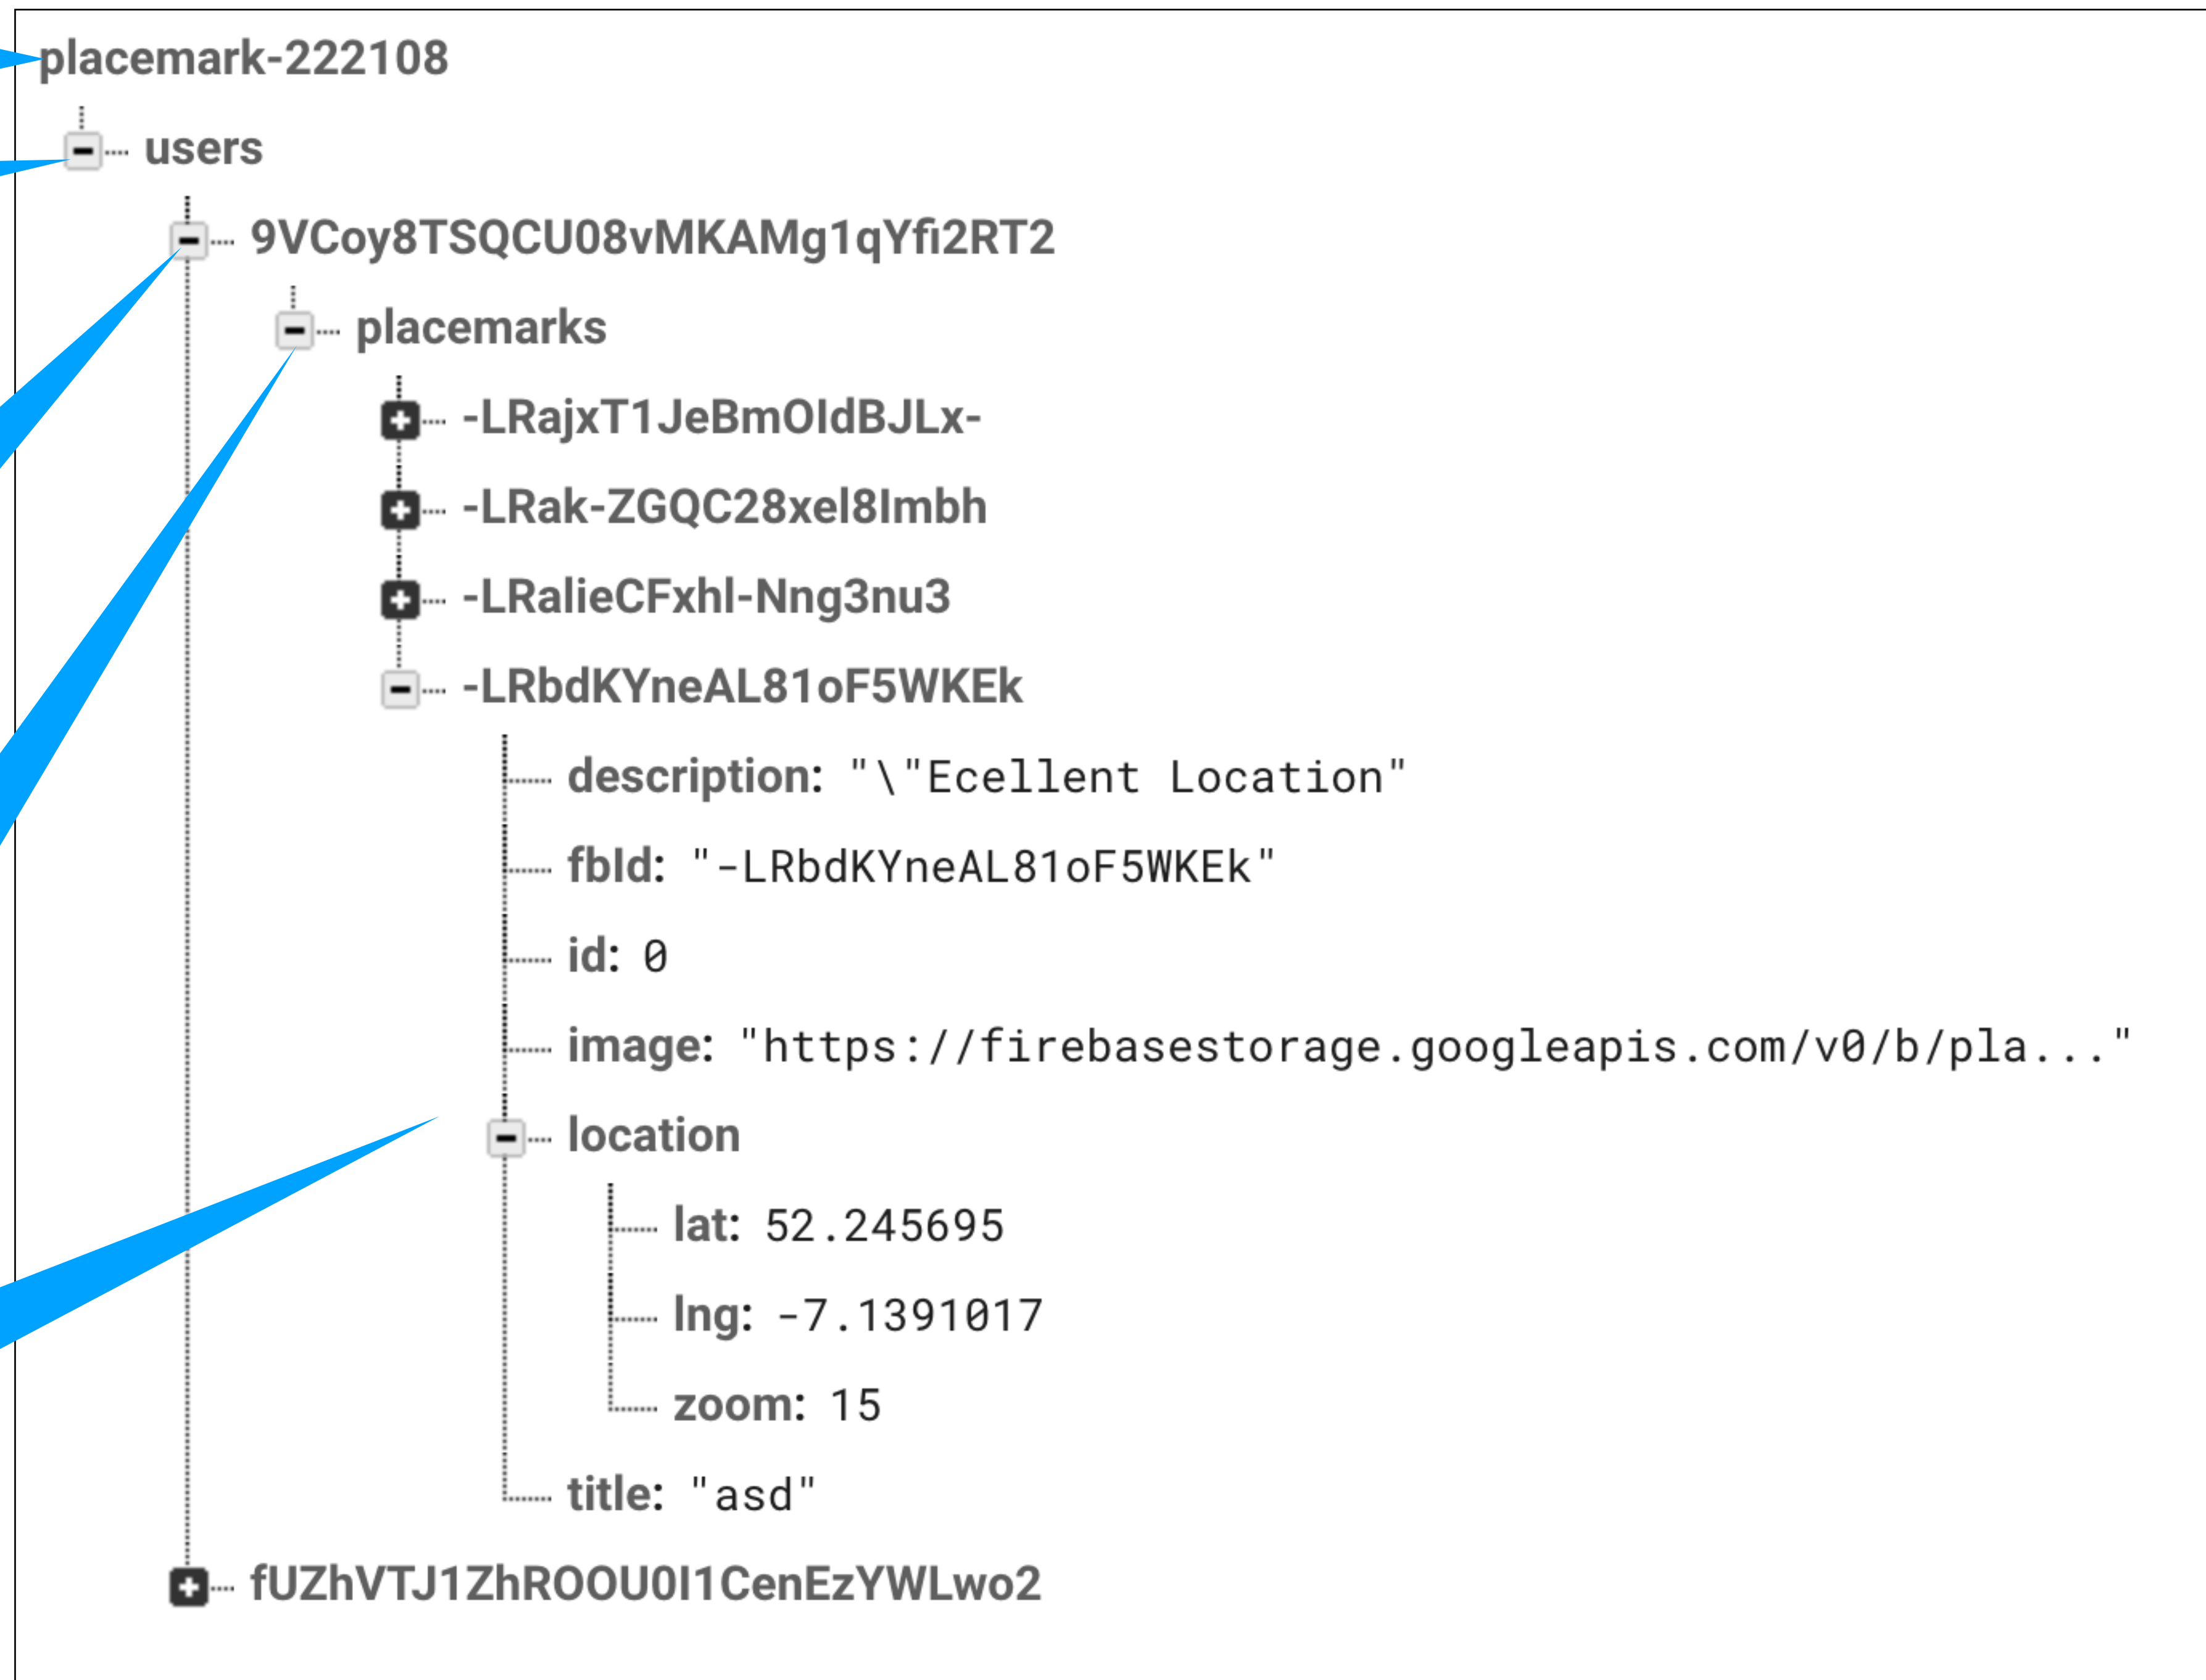 placemark-222108
users
9VCoy8TSQCU08vMKAMg1qYfi2RT2
placemarks
-LRajxT1JeBmOIdBJLx-
-LRak-ZGQC28xel8Imbh
-LRalieCFxhl-Nng3nu3
-LRbdKYneAL81oF5WKEk
description: "\"Ecellent Location"
fbId: "-LRbdKYneAL81oF5WKEk"
id: 0
image: "https://firebasestorage.googleapis.com/v0/b/pla..."
location
lat: 52.245695
lng: -7.1391017
zoom: 15
title: "asd"
fUZhVTJ1ZhROOU0I1CenEzYWLwo2